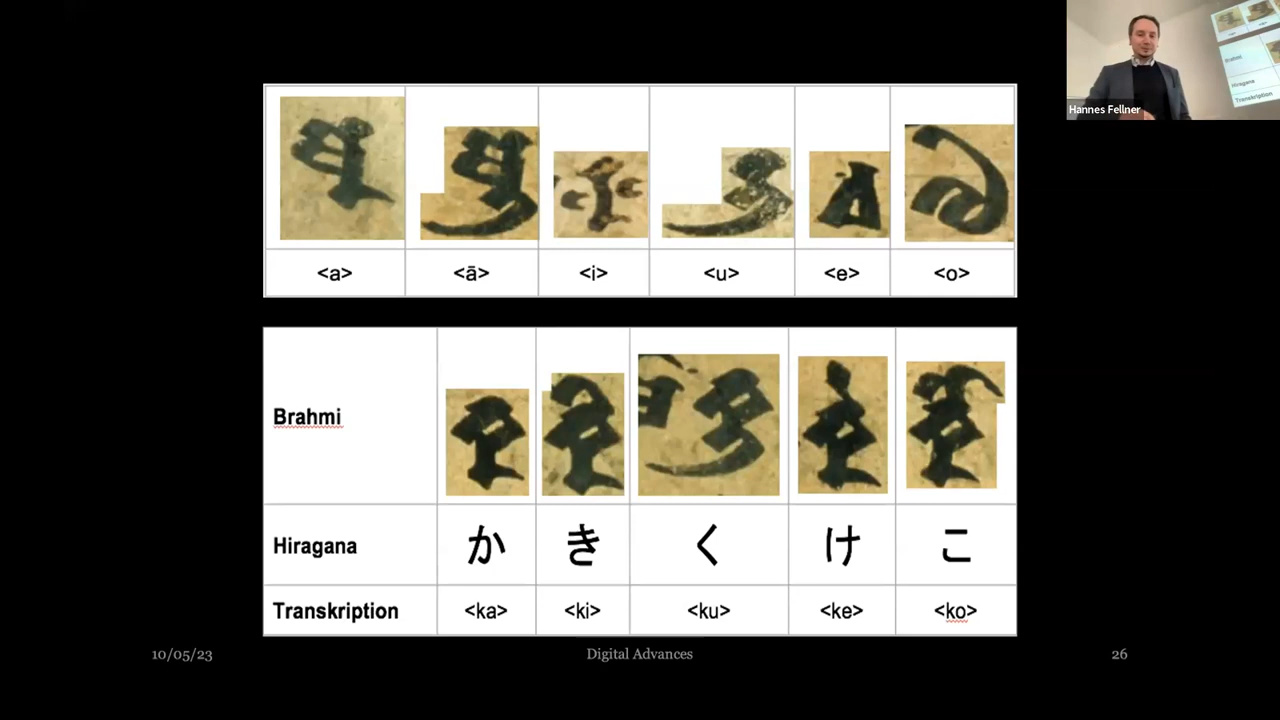 Hannes Fellner
<a> <ā> <i> <u> <e> <o>
Brahmi
Hiragana か き く け こ
Transkription <ka> <ki> <ku> <ke> <ko>
10/05/23 Digital Advances 26